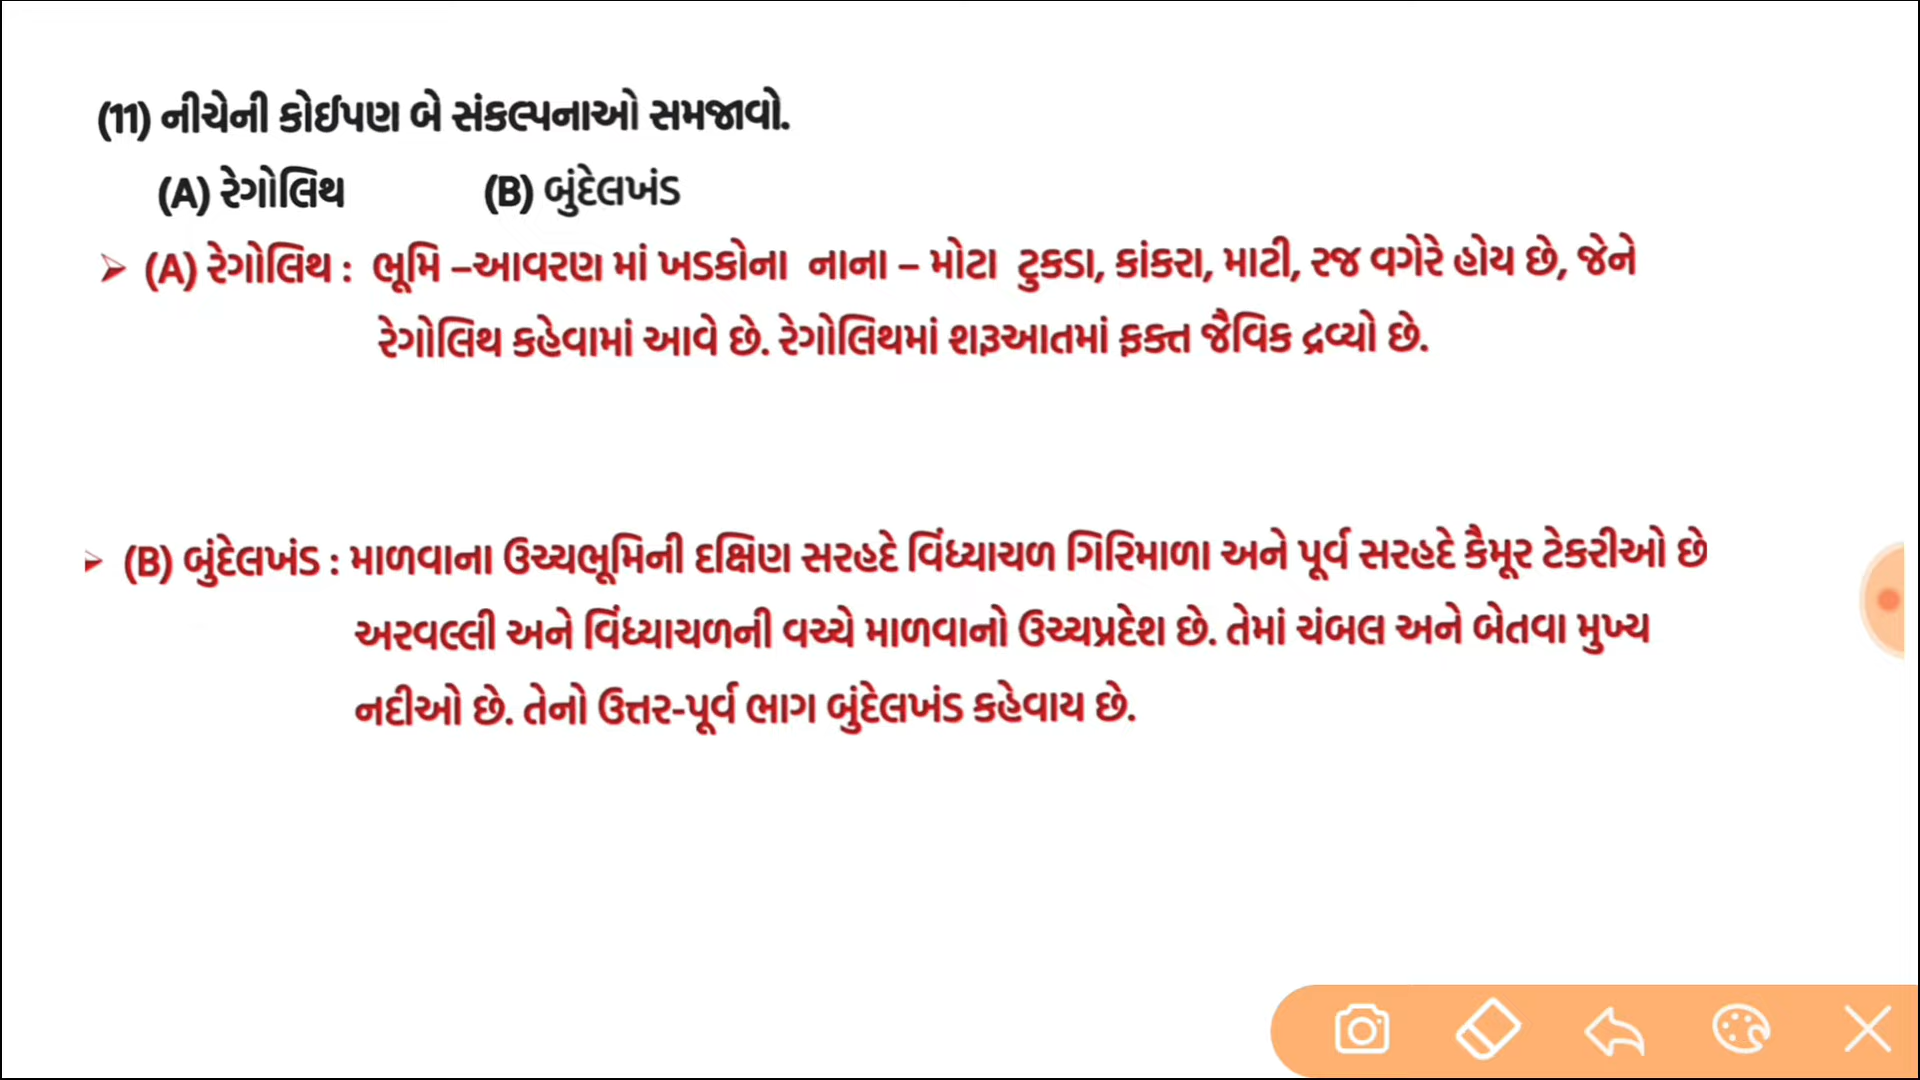 (11) નીચેની કોઈપણ બે સંકલ્પનાઓ સમજાવો.
(A) રેગોલિથ (B) બુંદેલખંડ
➢ (A) રેગોલિથ : ભૂમિ –આવરણ માં ખડકોના નાના – મોટા ટુકડા, કાંકરા, માટી, રજ વગેરે હોય છે, જેને
રેગોલિથ કહેવામાં આવે છે. રેગોલિથમાં શરૂઆતમાં ફક્ત જૈવિક દ્રવ્યો છે.
➢ (B) બુંદેલખંડ : માળવાના ઉચ્ચભૂમિની દક્ષિણ સરહદે વિંધ્યાચળ ગિરિમાળા અને પૂર્વ સરહદે કૈમૂર ટેકરીઓ છે
અરવલ્લી અને વિંધ્યાચળની વચ્ચે માળવાનો ઉચ્ચપ્રદેશ છે. તેમાં ચંબલ અને બેતવા મુખ્ય
નદીઓ છે. તેનો ઉત્તર-પૂર્વ ભાગ બુંદેલખંડ કહેવાય છે.